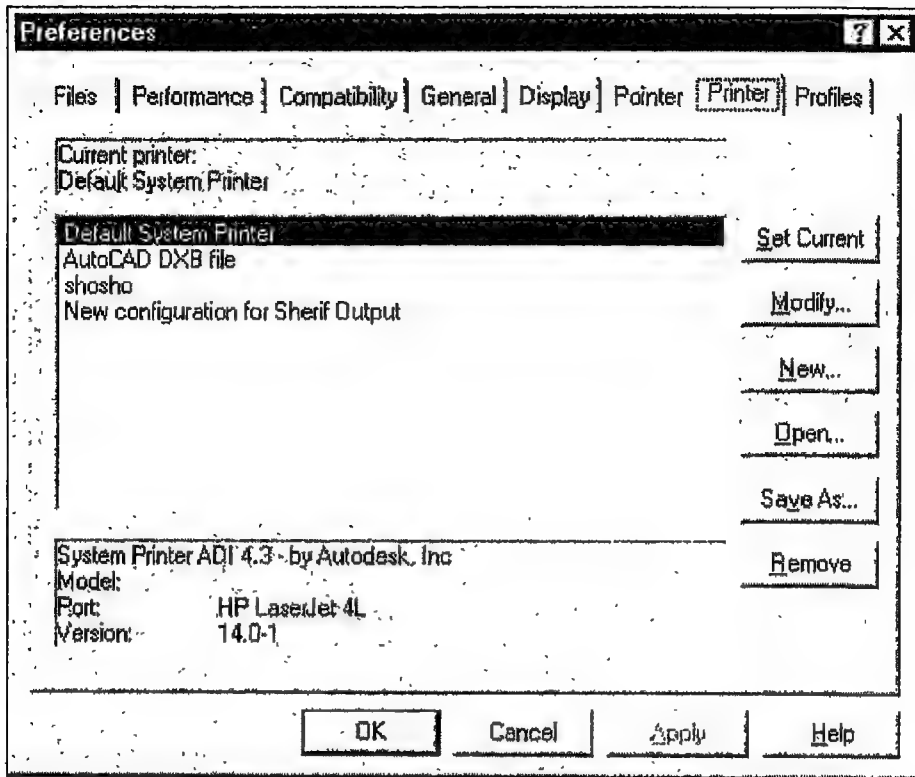 Preferences
Files Performance Compatibility General Display Pointer Printer Profiles
Current printer:
Default System Printer
Default System Printer
AutoCAD DXB file
shosho
New configuration for Sherif Output
Set Current
Modify...
New...
Open...
Save As...
Remove
System Printer ADI 4.3 - by Autodesk, Inc
Model:
Port: HP LaserJet 4L
Version: 14.0-1
OK Cancel Apply Help